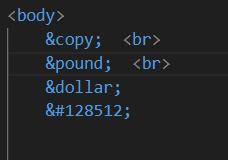 <body>
&copy;  <br>
&pound;  <br>
&dollar;
&#128512;